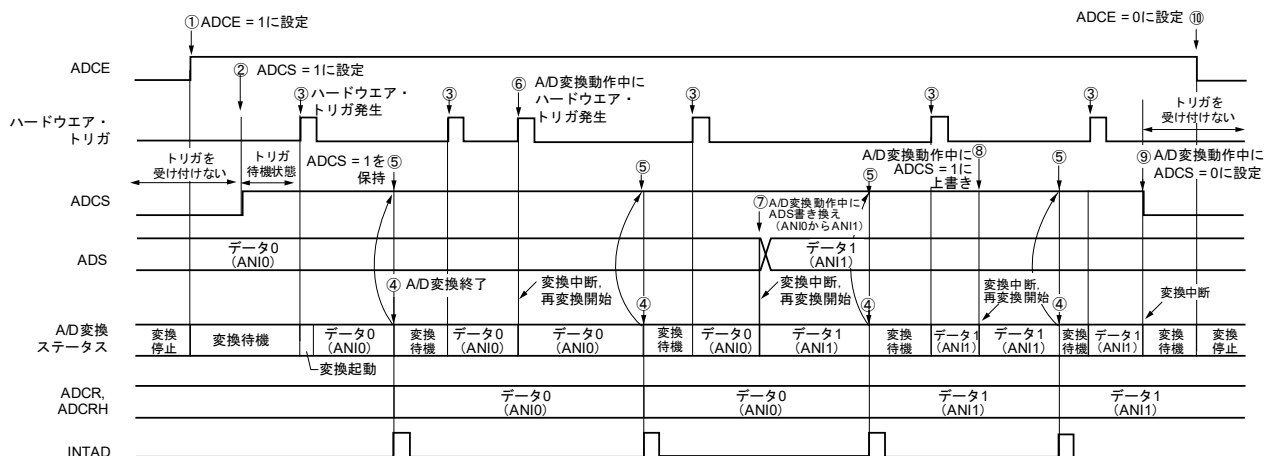 ① ADCE = 1に設定
ADCE = 0に設定 ⑩
ADCE
② ADCS = 1に設定
③ ハードウエア・
トリガ発生
③
⑥ A/D変換動作中に
ハードウエア・
トリガ発生
③
③
③
トリガを
受け付けない
ハードウエア・
トリガ
トリガを
受け付けない
トリガ
待機状態
ADCS = 1を ⑤
保持
⑤
A/D変換動作中に ⑧
ADCS = 1に
上書き
⑤
⑤
⑨ A/D変換動作中に
ADCS = 0に設定
ADCS
⑦ A/D変換動作中に
ADS書き換え
(ANI0からANI1)
ADS
データ0
(ANI0)
データ1
(ANI1)
④ A/D変換終了
変換中断,
再変換開始
④
変換中断,
再変換開始
④
変換中断,
再変換開始
④
変換中断
A/D変換
ステータス
変換
停止
変換待機
データ0
(ANI0)
変換
待機
データ0
(ANI0)
データ0
(ANI0)
変換
待機
データ0
(ANI0)
データ1
(ANI1)
変換
待機
データ1
(ANI1)
データ1
(ANI1)
変換
待機
データ1
(ANI1)
変換
待機
変換
停止
変換起動
ADCR,
ADCRH
データ0
(ANI0)
データ0
(ANI0)
データ1
(ANI1)
データ1
(ANI1)
INTAD